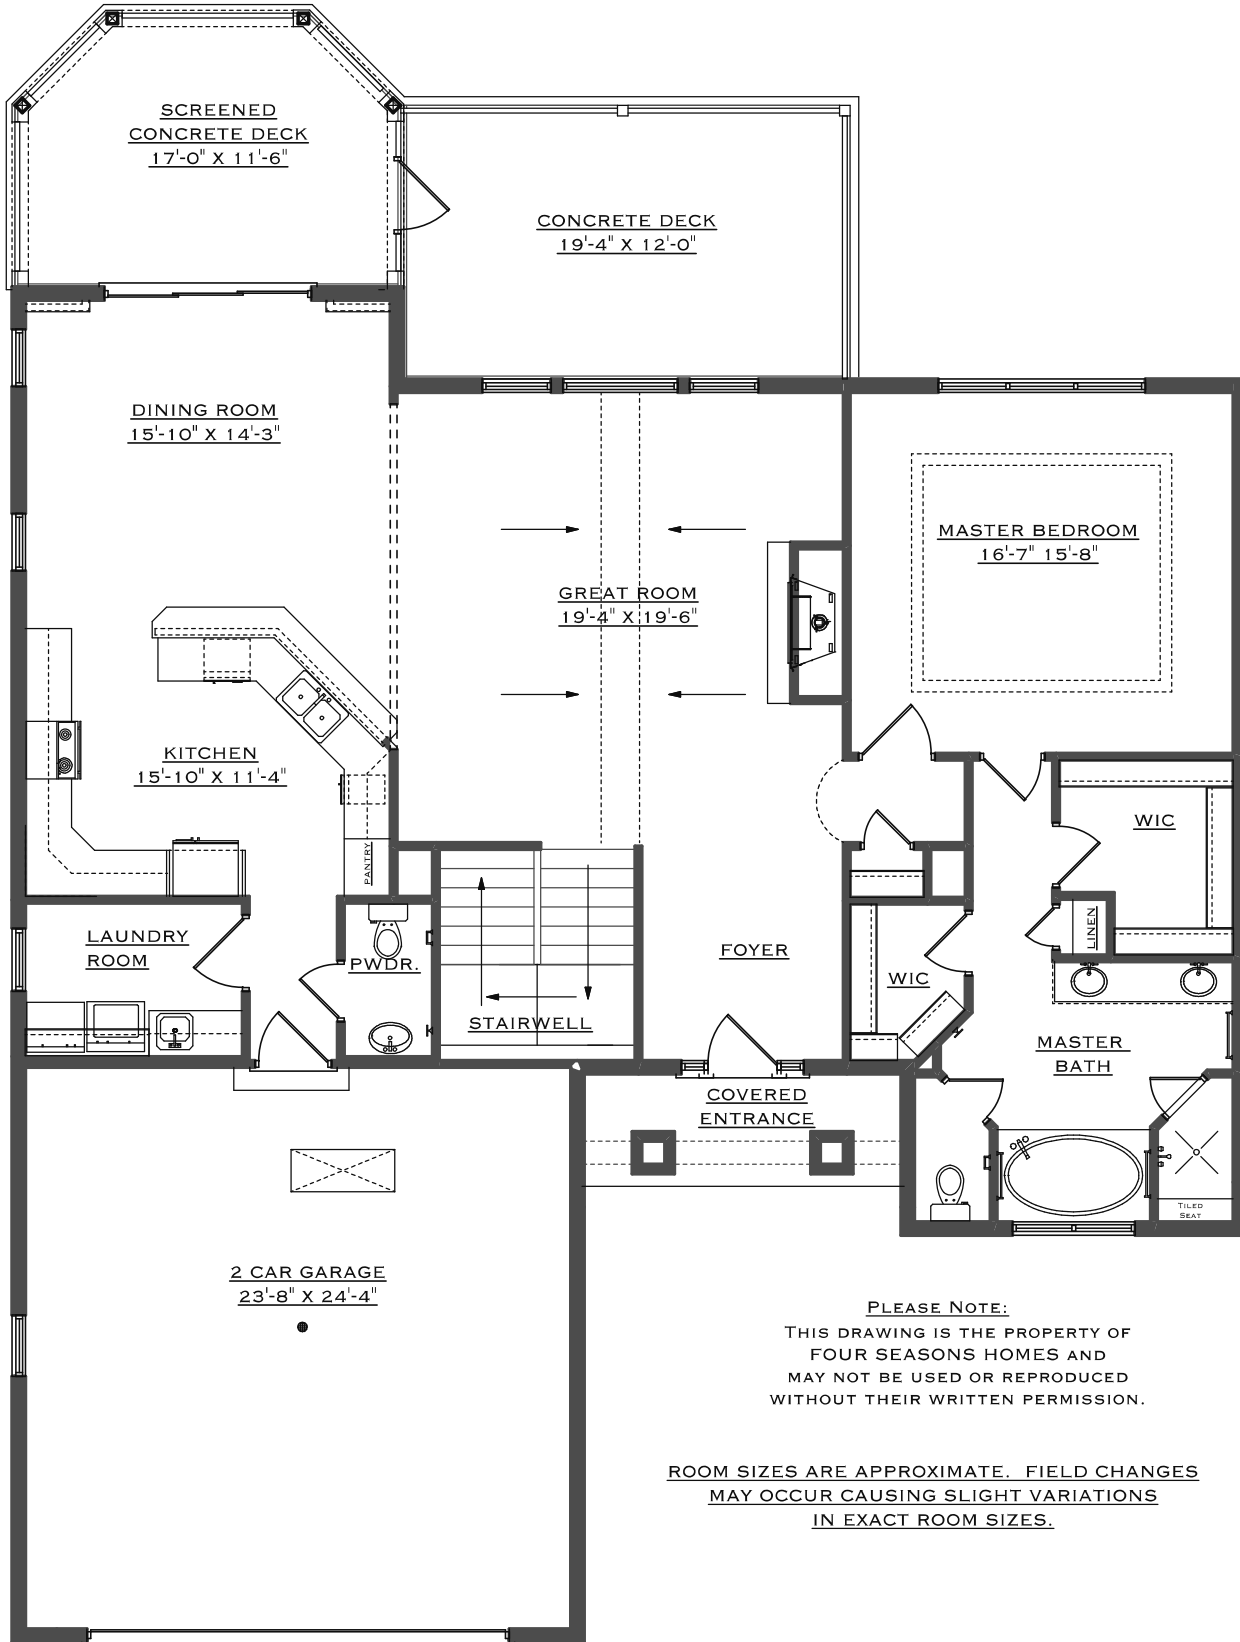 SCREENED
CONCRETE DECK
17'-0" X 11'-6"
CONCRETE DECK
19'-4" X 12'-0"
DINING ROOM
15'-10" X 14'-3"
MASTER BEDROOM
16'-7" 15'-8"
GREAT ROOM
19'-4" X 19'-6"
KITCHEN
15'-10" X 11'-4"
PANTRY
WIC
LINEN
LAUNDRY
ROOM
PWDR.
STAIRWELL
FOYER
WIC
MASTER
BATH
COVERED
ENTRANCE
TILED
SEAT
2 CAR GARAGE
23'-8" X 24'-4"
PLEASE NOTE:
THIS DRAWING IS THE PROPERTY OF
FOUR SEASONS HOMES AND
MAY NOT BE USED OR REPRODUCED
WITHOUT THEIR WRITTEN PERMISSION.
ROOM SIZES ARE APPROXIMATE. FIELD CHANGES
MAY OCCUR CAUSING SLIGHT VARIATIONS
IN EXACT ROOM SIZES.